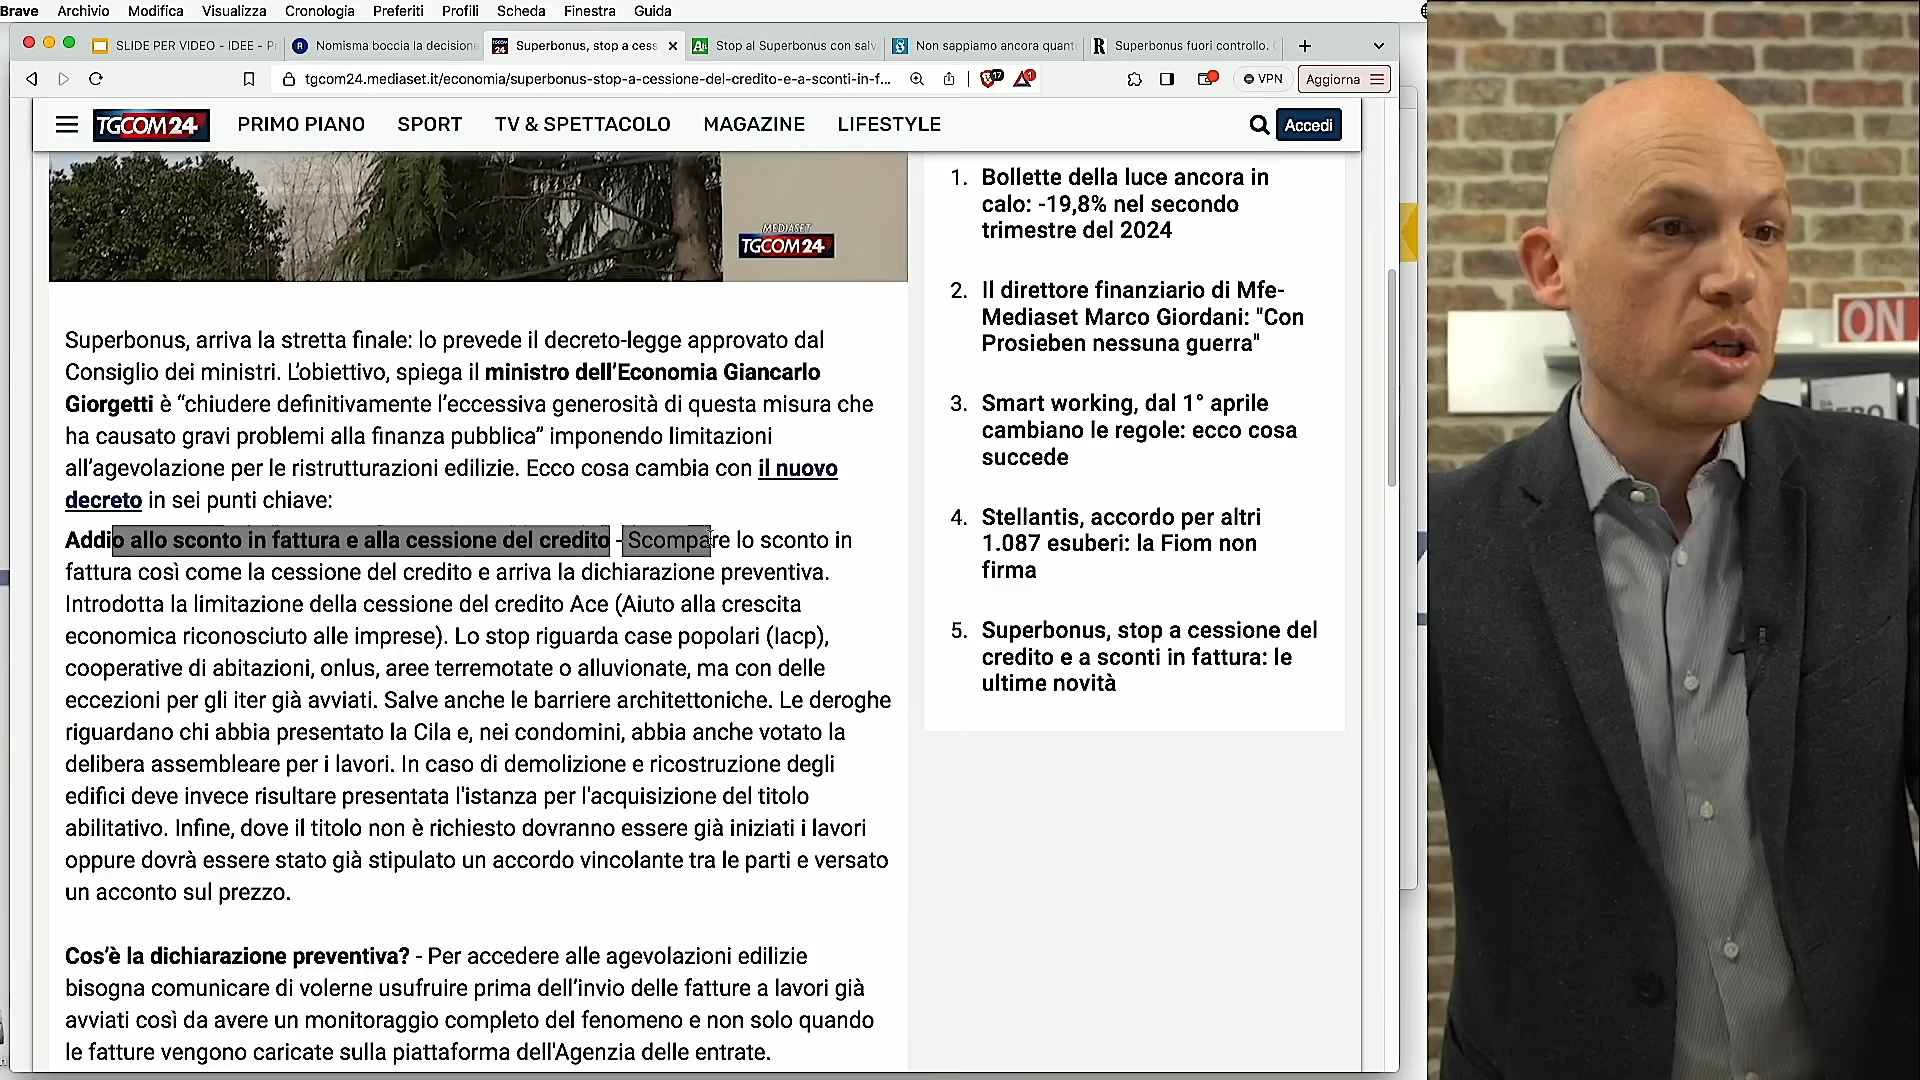 Brave Archivio Modifica Visualizza Cronologia Preferiti Profili Scheda Finestra Guida
SLIDE PER VIDEO - IDEE - Pr
Nomisma boccia la decisione
Superbonus, stop a cess
Stop al Superbonus con salv
Non sappiamo ancora quant
Superbonus fuori controllo.
tgcom24.mediaset.it/economia/superbonus-stop-a-cessione-del-credito-e-a-sconti-in-f...
17
1
VPN
Aggiorna
TGCOM24
PRIMO PIANO SPORT TV & SPETTACOLO MAGAZINE LIFESTYLE
Accedi
MEDIASET
TGCOM24
Superbonus, arriva la stretta finale: lo prevede il decreto-legge approvato dal
Consiglio dei ministri. L’obiettivo, spiega il ministro dell’Economia Giancarlo
Giorgetti è “chiudere definitivamente l’eccessiva generosità di questa misura che
ha causato gravi problemi alla finanza pubblica” imponendo limitazioni
all’agevolazione per le ristrutturazioni edilizie. Ecco cosa cambia con il nuovo
decreto in sei punti chiave:
Addio allo sconto in fattura e alla cessione del credito - Scompare lo sconto in
fattura così come la cessione del credito e arriva la dichiarazione preventiva.
Introdotta la limitazione della cessione del credito Ace (Aiuto alla crescita
economica riconosciuto alle imprese). Lo stop riguarda case popolari (Iacp),
cooperative di abitazioni, onlus, aree terremotate o alluvionate, ma con delle
eccezioni per gli iter già avviati. Salve anche le barriere architettoniche. Le deroghe
riguardano chi abbia presentato la Cila e, nei condomini, abbia anche votato la
delibera assembleare per i lavori. In caso di demolizione e ricostruzione degli
edifici deve invece risultare presentata l'istanza per l'acquisizione del titolo
abilitativo. Infine, dove il titolo non è richiesto dovranno essere già iniziati i lavori
oppure dovrà essere stato già stipulato un accordo vincolante tra le parti e versato
un acconto sul prezzo.
Cos’è la dichiarazione preventiva? - Per accedere alle agevolazioni edilizie
bisogna comunicare di volerne usufruire prima dell’invio delle fatture a lavori già
avviati così da avere un monitoraggio completo del fenomeno e non solo quando
le fatture vengono caricate sulla piattaforma dell'Agenzia delle entrate.
1. Bollette della luce ancora in
calo: -19,8% nel secondo
trimestre del 2024
2. Il direttore finanziario di Mfe-
Mediaset Marco Giordani: "Con
Prosieben nessuna guerra"
3. Smart working, dal 1° aprile
cambiano le regole: ecco cosa
succede
4. Stellantis, accordo per altri
1.087 esuberi: la Fiom non
firma
5. Superbonus, stop a cessione del
credito e a sconti in fattura: le
ultime novità
ON